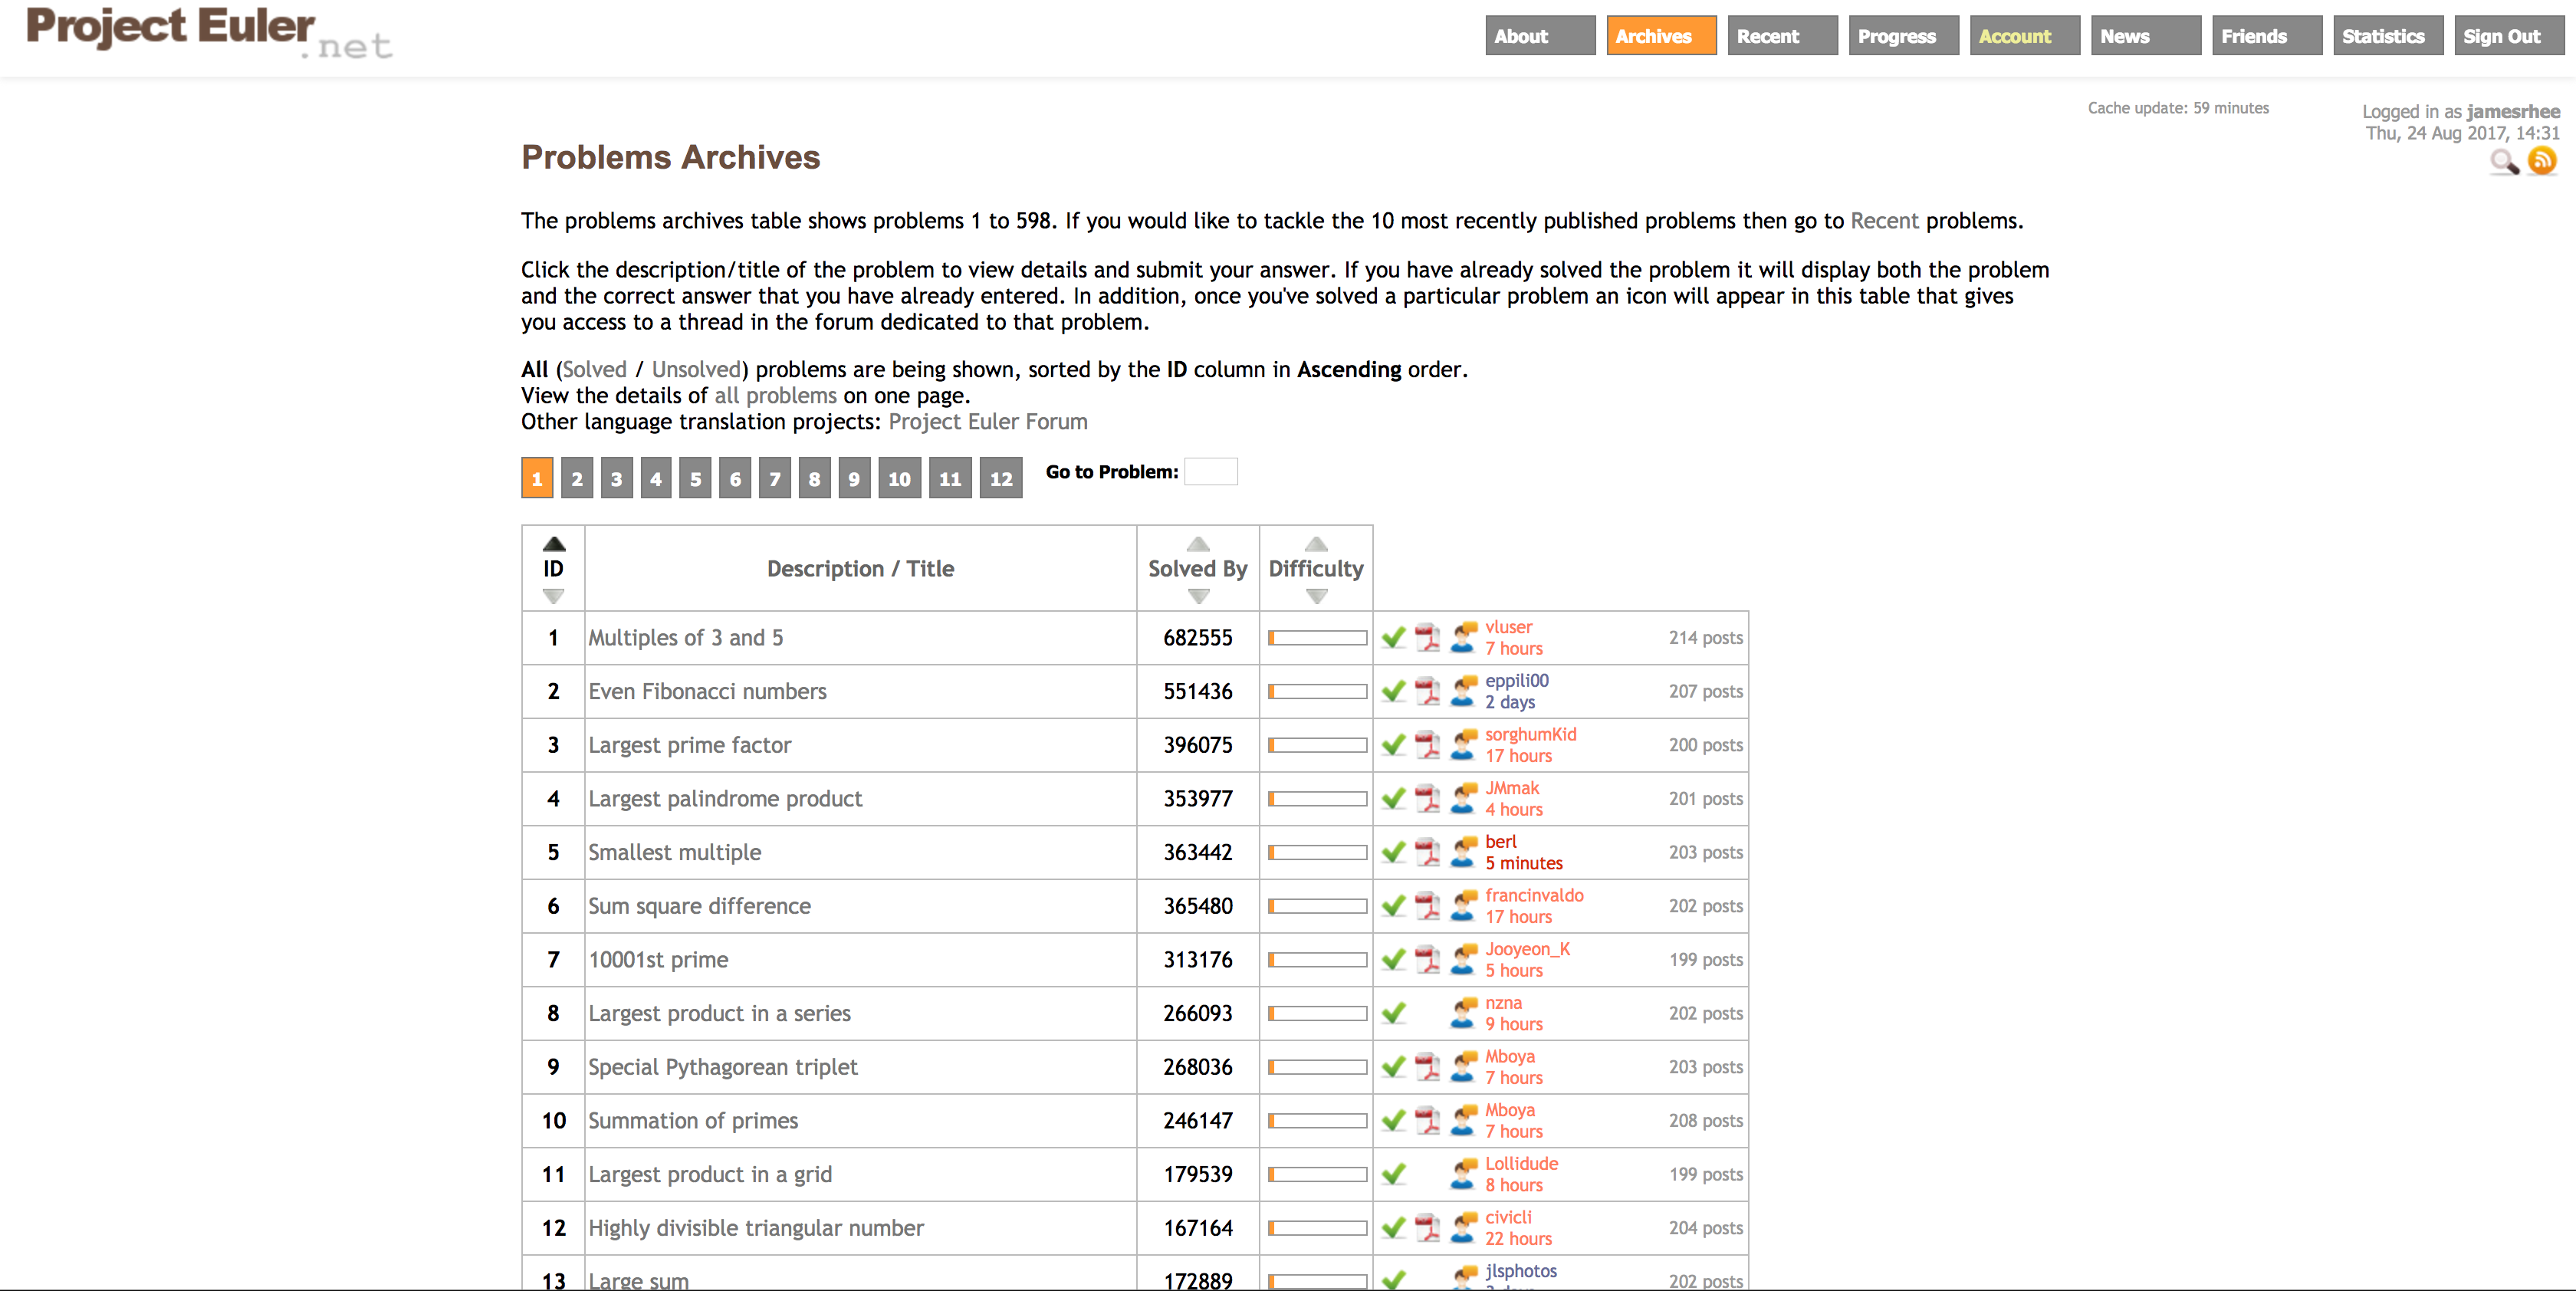 Project Euler
.net
About Archives Recent Progress Account News Friends Statistics Sign Out
Cache update: 59 minutes
Logged in as jamesrhee
Thu, 24 Aug 2017, 14:31
Problems Archives
The problems archives table shows problems 1 to 598. If you would like to tackle the 10 most recently published problems then go to Recent problems.
Click the description/title of the problem to view details and submit your answer. If you have already solved the problem it will display both the problem
and the correct answer that you have already entered. In addition, once you've solved a particular problem an icon will appear in this table that gives
you access to a thread in the forum dedicated to that problem.
All (Solved / Unsolved) problems are being shown, sorted by the ID column in Ascending order.
View the details of all problems on one page.
Other language translation projects: Project Euler Forum
1 2 3 4 5 6 7 8 9 10 11 12 Go to Problem:
ID Description / Title Solved By Difficulty
1 Multiples of 3 and 5 682555 vluser 214 posts
7 hours
2 Even Fibonacci numbers 551436 eppili00 207 posts
2 days
3 Largest prime factor 396075 sorghumKid 200 posts
17 hours
4 Largest palindrome product 353977 JMmak 201 posts
4 hours
5 Smallest multiple 363442 berl 203 posts
5 minutes
6 Sum square difference 365480 francinvaldo 202 posts
17 hours
7 10001st prime 313176 Jooyeon_K 199 posts
5 hours
8 Largest product in a series 266093 nzna 202 posts
9 hours
9 Special Pythagorean triplet 268036 Mboya 203 posts
7 hours
10 Summation of primes 246147 Mboya 208 posts
7 hours
11 Largest product in a grid 179539 Lollidude 199 posts
8 hours
12 Highly divisible triangular number 167164 civicli 204 posts
22 hours
13 Large sum 172889 jlsphotos 202 posts